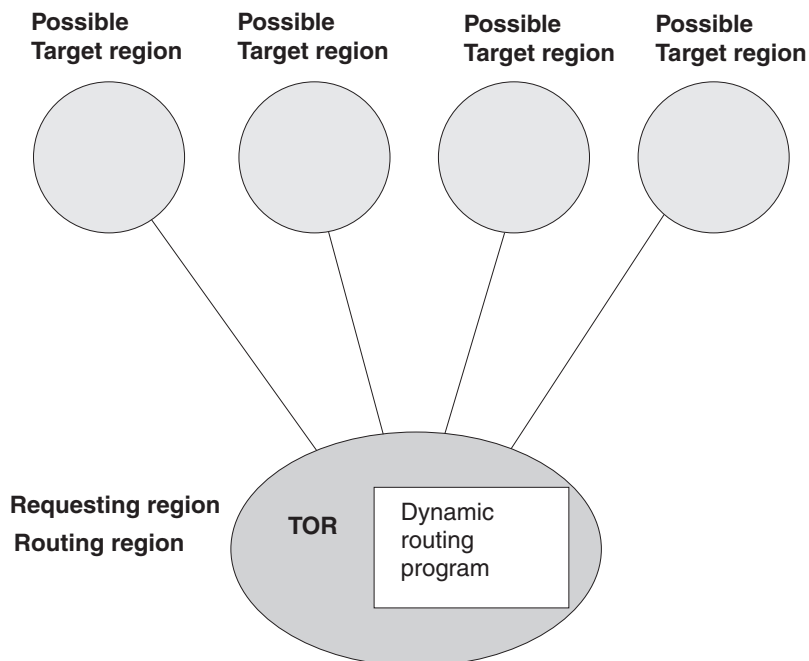 Possible
Target region
Possible
Target region
Possible
Target region
Possible
Target region
Requesting region
Routing region
TOR
Dynamic
routing
program